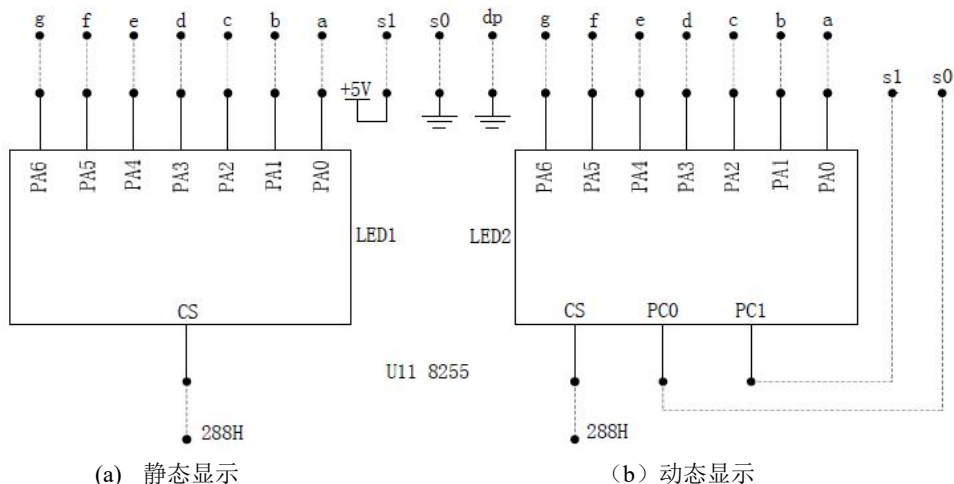 g f e d c b a s1 s0 dp g f e d c b a
s1 s0
+5V
PA6 PA5 PA4 PA3 PA2 PA1 PA0
PA6 PA5 PA4 PA3 PA2 PA1 PA0
LED1
LED2
CS
CS PC0 PC1
U11 8255
288H
288H
(a) 静态显示
（b）动态显示